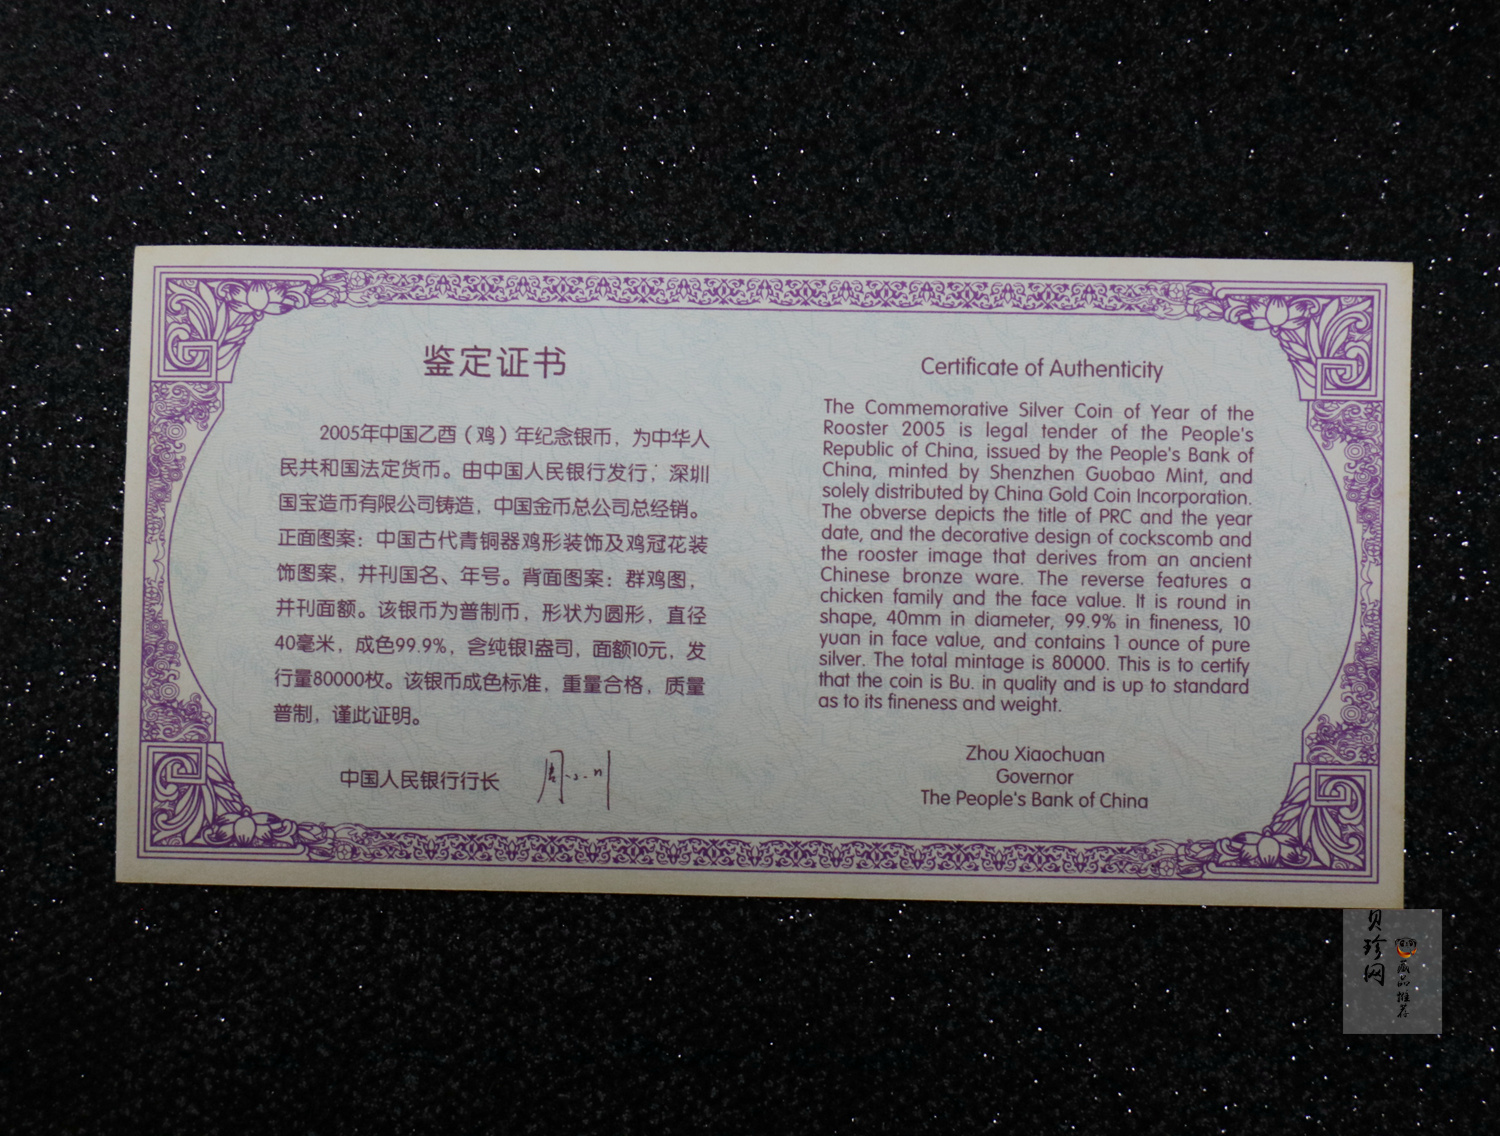 鉴定证书
2005年中国乙酉（鸡）年纪念银币，为中华人
民共和国法定货币。由中国人民银行发行；深圳
国宝造币有限公司铸造，中国金币总公司总经销。
正面图案：中国古代青铜器鸡形装饰及鸡冠花装
饰图案，并刊国名、年号。背面图案：群鸡图，
并刊面额。该银币为普制币，形状为圆形，直径
40毫米，成色99.9%，含纯银1盎司，面额10元，发
行量80000枚。该银币成色标准，重量合格，质量
普制，谨此证明。
中国人民银行行长 周小川
Certificate of Authenticity
The Commemorative Silver Coin of Year of the
Rooster 2005 is legal tender of the People's
Republic of China, issued by the People's Bank of
China, minted by Shenzhen Guobao Mint, and
solely distributed by China Gold Coin Incorporation.
The obverse depicts the title of PRC and the year
date, and the decorative design of cockscomb and
the rooster image that derives from an ancient
Chinese bronze ware. The reverse features a
chicken family and the face value. It is round in
shape, 40mm in diameter, 99.9% in fineness, 10
yuan in face value, and contains 1 ounce of pure
silver. The total mintage is 80000. This is to certify
that the coin is Bu. in quality and is up to standard
as to its fineness and weight.
Zhou Xiaochuan
Governor
The People's Bank of China
贝珍网
藏品推荐